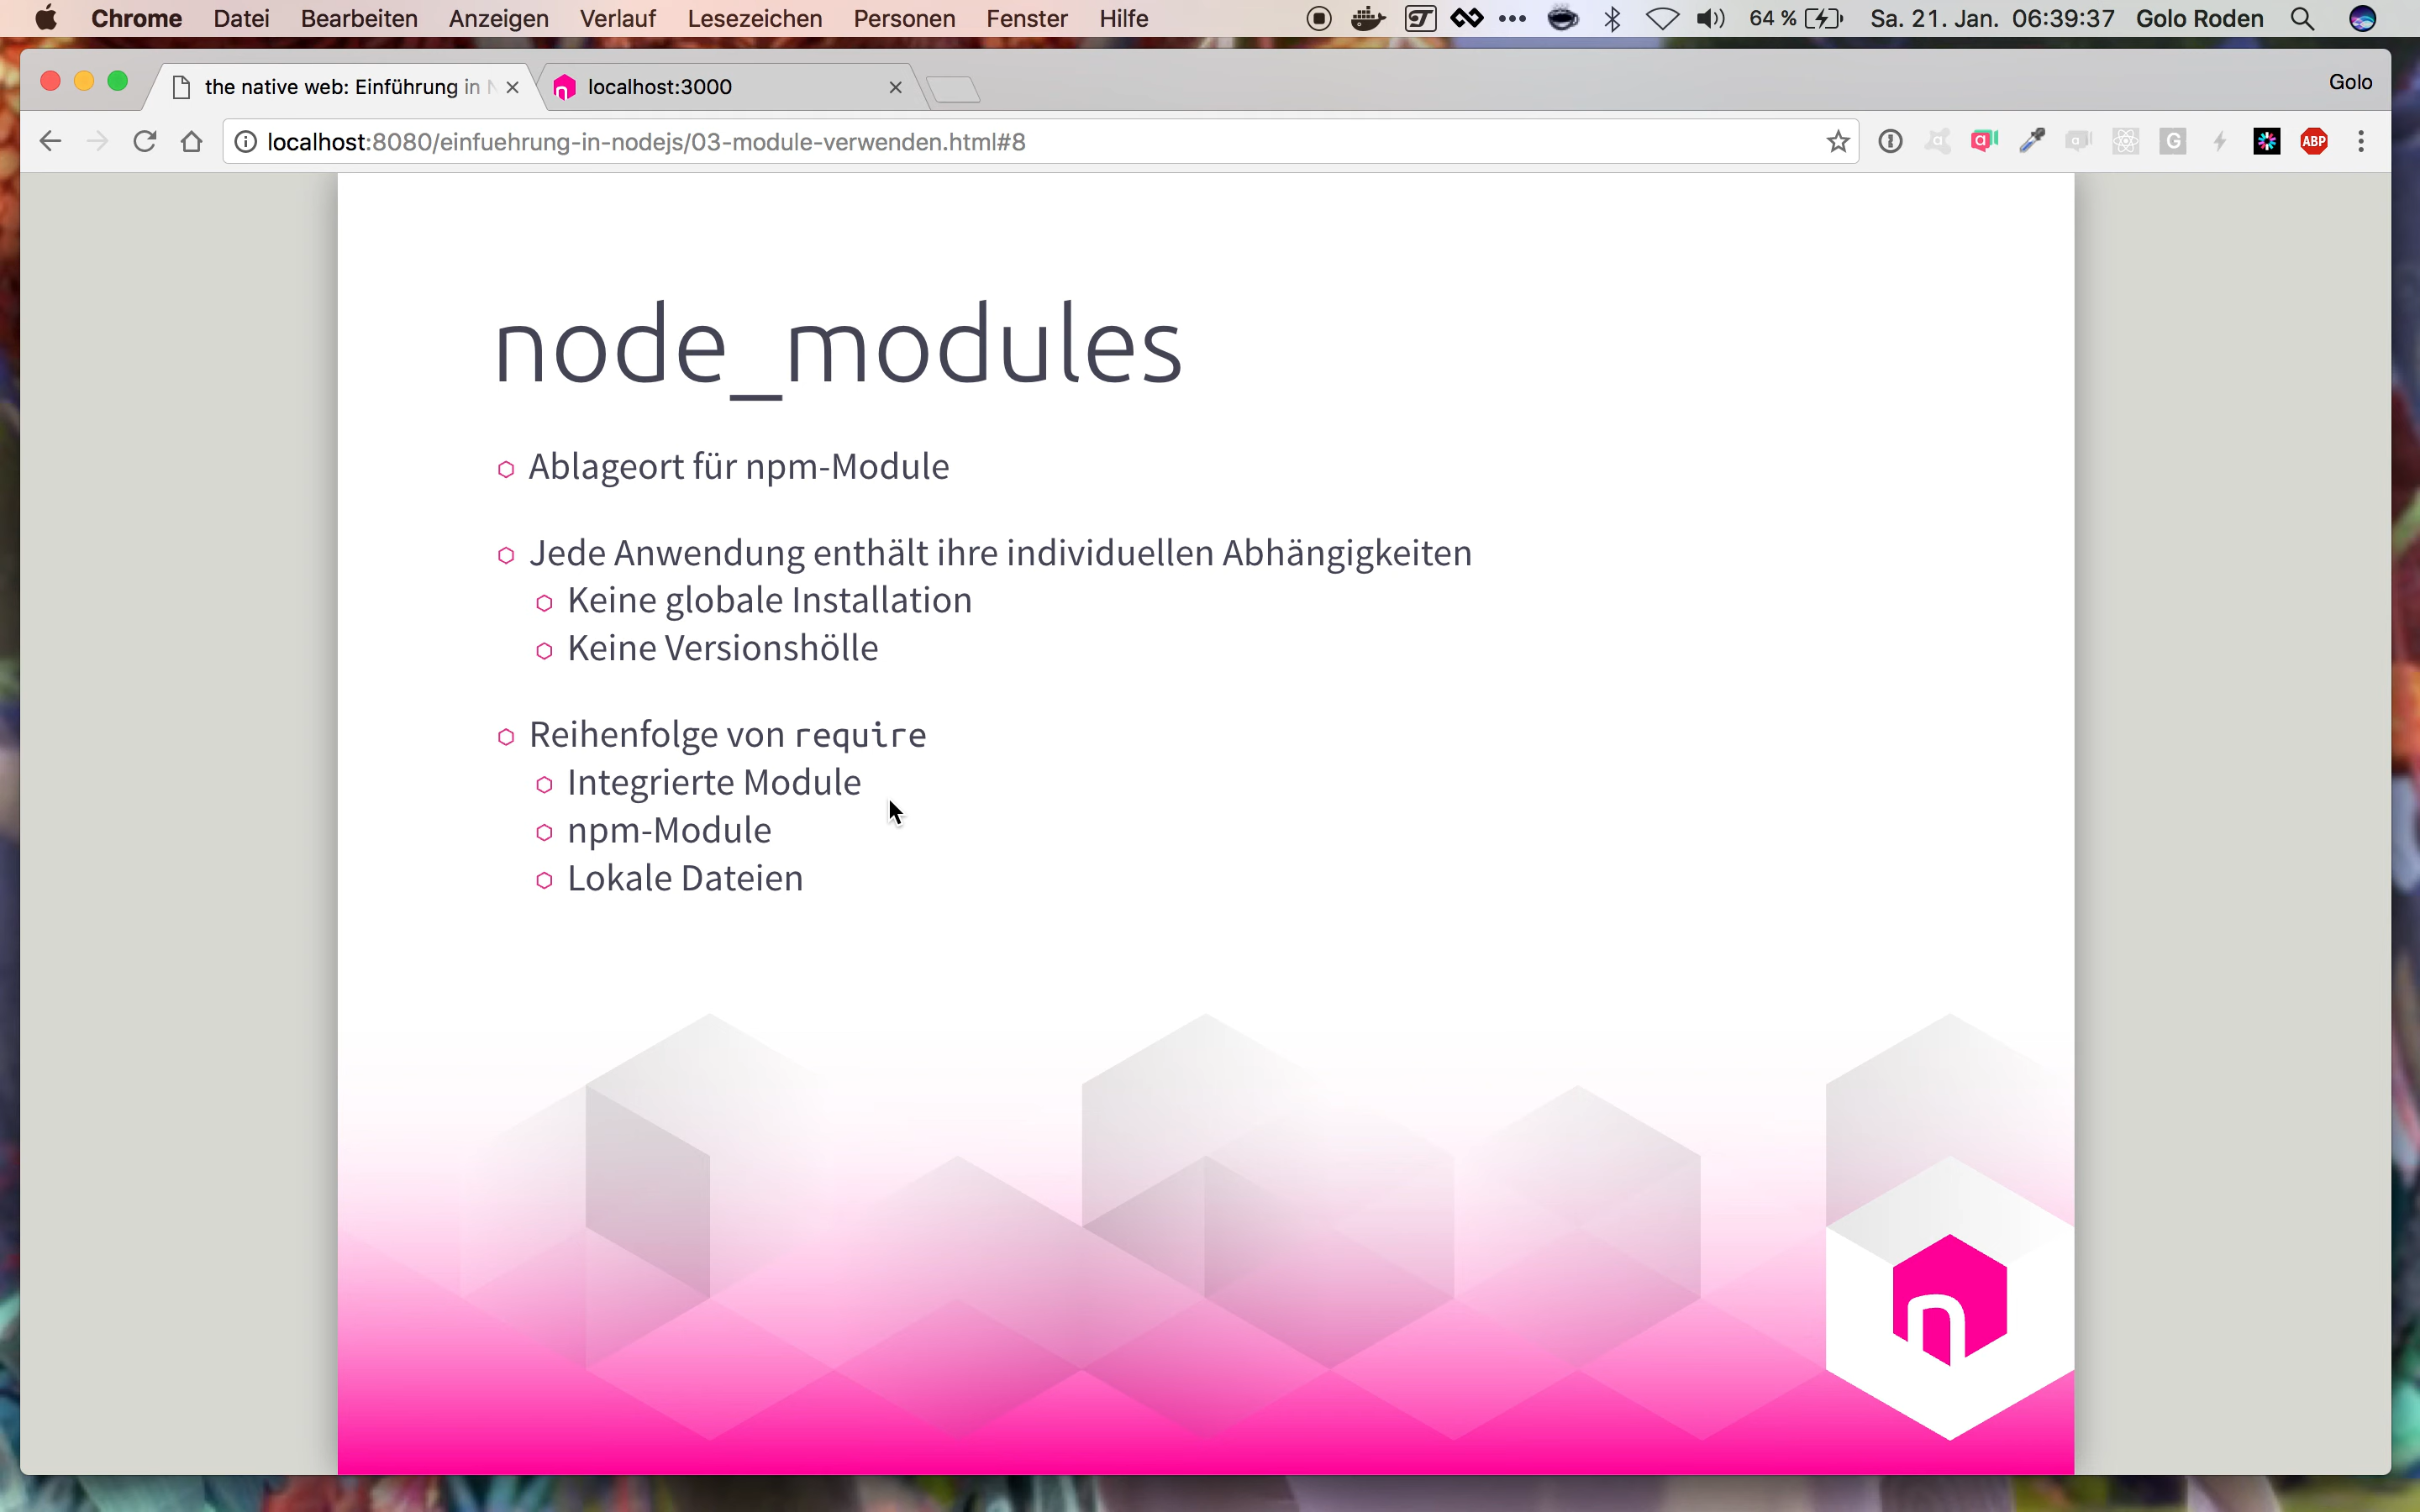 Chrome Datei Bearbeiten Anzeigen Verlauf Lesezeichen Personen Fenster Hilfe 64 % Sa. 21. Jan. 06:39:37 Golo Roden
the native web: Einführung in N localhost:3000 Golo
localhost:8080/einfuehrung-in-nodejs/03-module-verwenden.html#8 ABP
node_modules
Ablageort für npm-Module
Jede Anwendung enthält ihre individuellen Abhängigkeiten
Keine globale Installation
Keine Versionshölle
Reihenfolge von require
Integrierte Module
npm-Module
Lokale Dateien